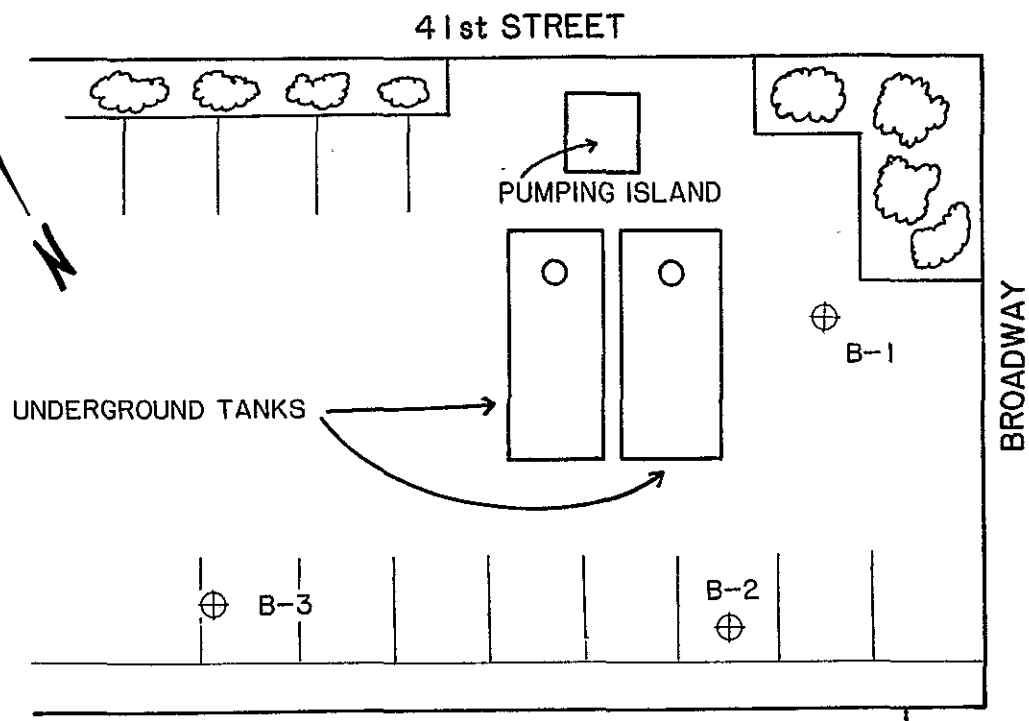 41st STREET
PUMPING ISLAND
N
BROADWAY
B-1
UNDERGROUND TANKS
B-2
B-3